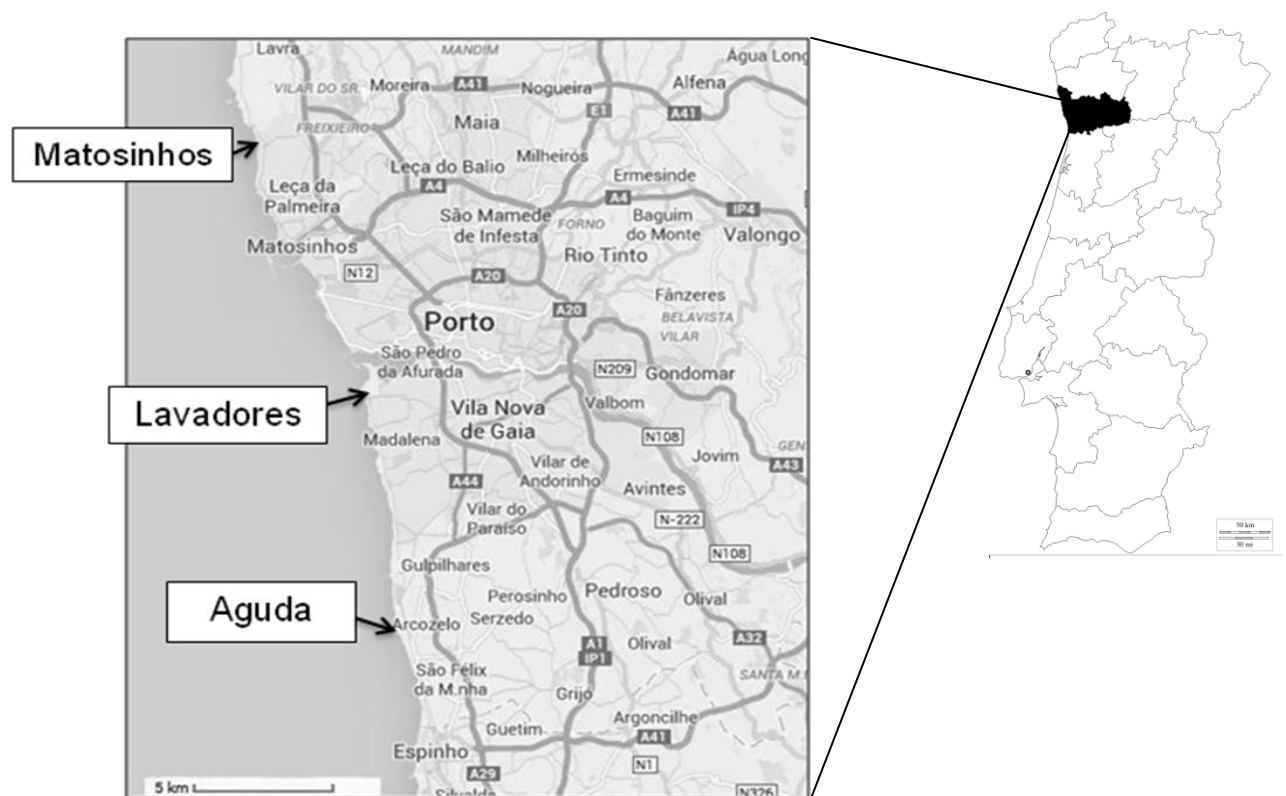 Lavra
MANDIM
Água Long
VILAR DO SR.
Moreira
A41
Nogueira
Alfena
E1
A41
FREIXIEIRO
Maia
Matosinhos
Milheirós
Leça do Balio
Ermesinde
Leça da
Palmeira
A4
A4
IP4
São Mamede
de Infesta
FORNO
Baguim
do Monte
Valongo
Matosinhos
Rio Tinto
N12
A20
Fânzeres
A20
BELAVISTA
Porto
VILAR
São Pedro
da Afurada
N209
Gondomar
Lavadores
Vila Nova
de Gaia
Valbom
Madalena
N108
GEN
Jovim
A43
Vilar de
Andorinho
A44
Avintes
Vilar do
Paraíso
N-222
N108
Gulpilhares
Perosinho
Pedroso
Olival
Aguda
Arcozelo
Serzedo
A32
A1
IP1
Olival
São Félix
da M.nha
SANTA M.
Grijó
Argoncilhe
Guetim
A41
Espinho
N1
A29
5 km
Silvalde
N326
50 km
30 mi